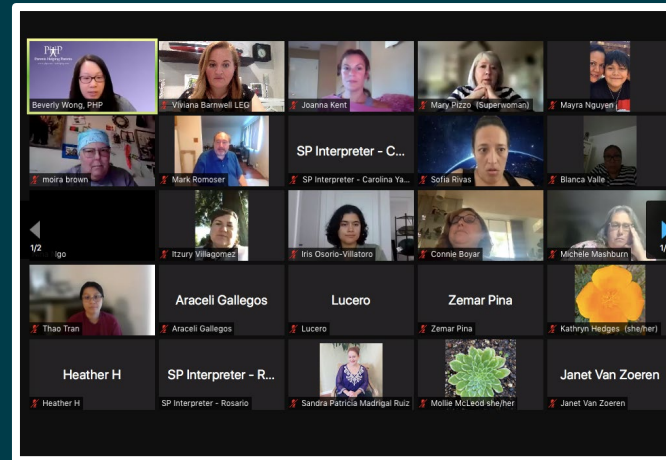 PHP
Beverly Wong, PHP
Viviana Barnwell LEG
Joanna Kent
Mary Pizzo (Superwoman)
Mayra Nguyen
moira brown
Mark Romoser
SP Interpreter - C...
SP Interpreter - Carolina Ya...
Sofia Rivas
Blanca Valle
1/2
igo
Itzury Villagomez
Iris Osorio-Villatoro
Connie Boyar
Michele Mashburn
1/
Thao Tran
Araceli Gallegos
Araceli Gallegos
Lucero
Lucero
Zemar Pina
Zemar Pina
Kathryn Hedges (she/her)
Heather H
Heather H
SP Interpreter - R...
SP Interpreter - Rosario
Sandra Patricia Madrigal Ruiz
Mollie McLeod she/her
Janet Van Zoeren
Janet Van Zoeren